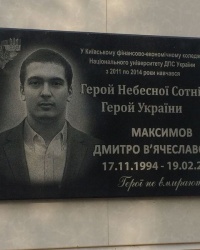 У Київському фінансово-економічному коледжі
Національного університету ДПС України
з 2011 по 2014 роки навчався
Герой Небесної Сотні
Герой України
МАКСИМОВ
ДМИТРО В'ЯЧЕСЛАВО
17.11.1994 - 19.02.2
Герої не вмирают